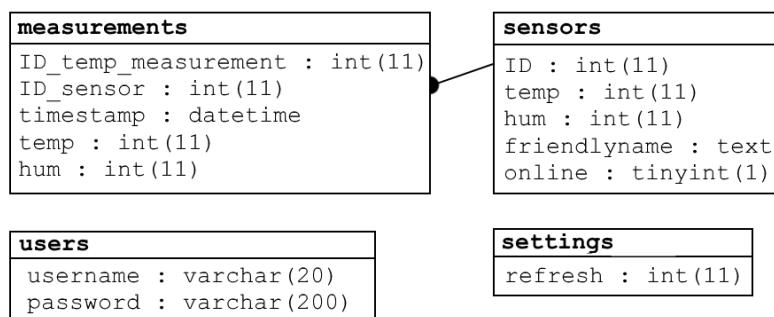 measurements
ID_temp_measurement : int(11)
ID_sensor : int(11)
timestamp : datetime
temp : int(11)
hum : int(11)
sensors
ID : int(11)
temp : int(11)
hum : int(11)
friendlyname : text
online : tinyint(1)
users
username : varchar(20)
password : varchar(200)
settings
refresh : int(11)